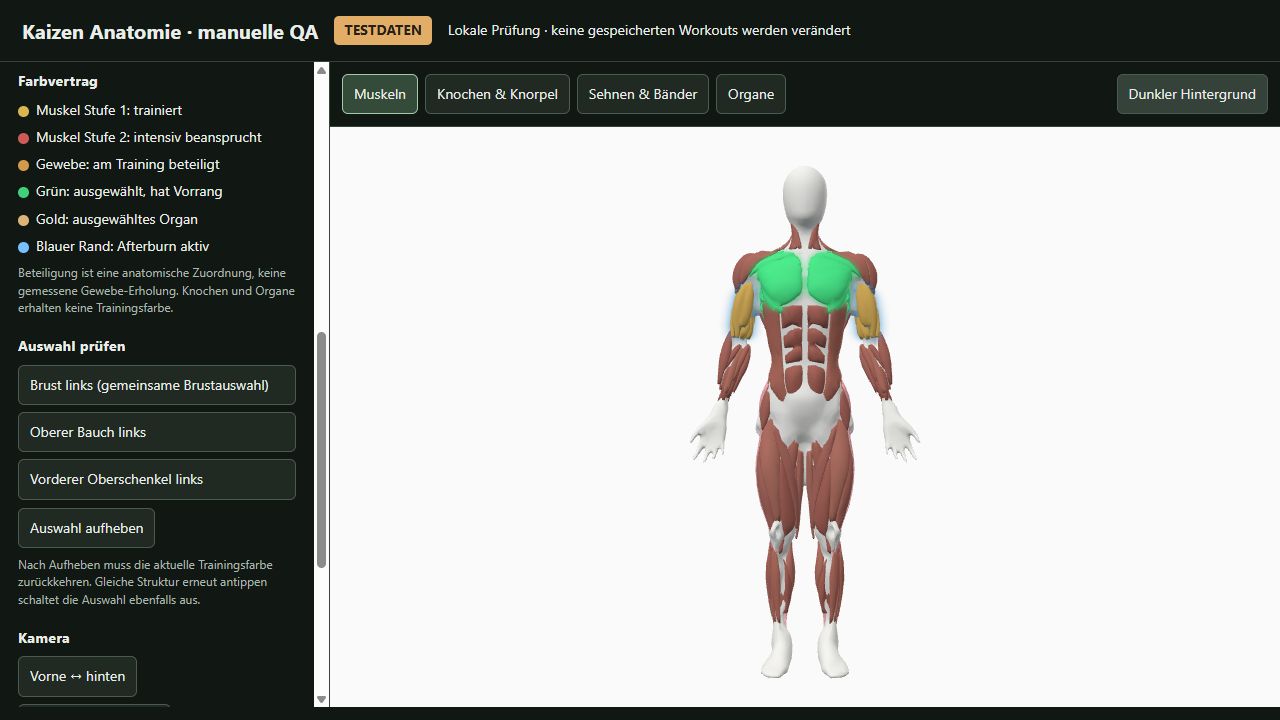 Kaizen Anatomie · manuelle QA
TESTDATEN
Lokale Prüfung · keine gespeicherten Workouts werden verändert
Farbvertrag
Muskel Stufe 1: trainiert
Muskel Stufe 2: intensiv beansprucht
Gewebe: am Training beteiligt
Grün: ausgewählt, hat Vorrang
Gold: ausgewähltes Organ
Blauer Rand: Afterburn aktiv
Beteiligung ist eine anatomische Zuordnung, keine
gemessene Gewebe-Erholung. Knochen und Organe
erhalten keine Trainingsfarbe.
Auswahl prüfen
Brust links (gemeinsame Brustauswahl)
Oberer Bauch links
Vorderer Oberschenkel links
Auswahl aufheben
Nach Aufheben muss die aktuelle Trainingsfarbe
zurückkehren. Gleiche Struktur erneut antippen
schaltet die Auswahl ebenfalls aus.
Kamera
Vorne ↔ hinten
Muskeln
Knochen & Knorpel
Sehnen & Bänder
Organe
Dunkler Hintergrund